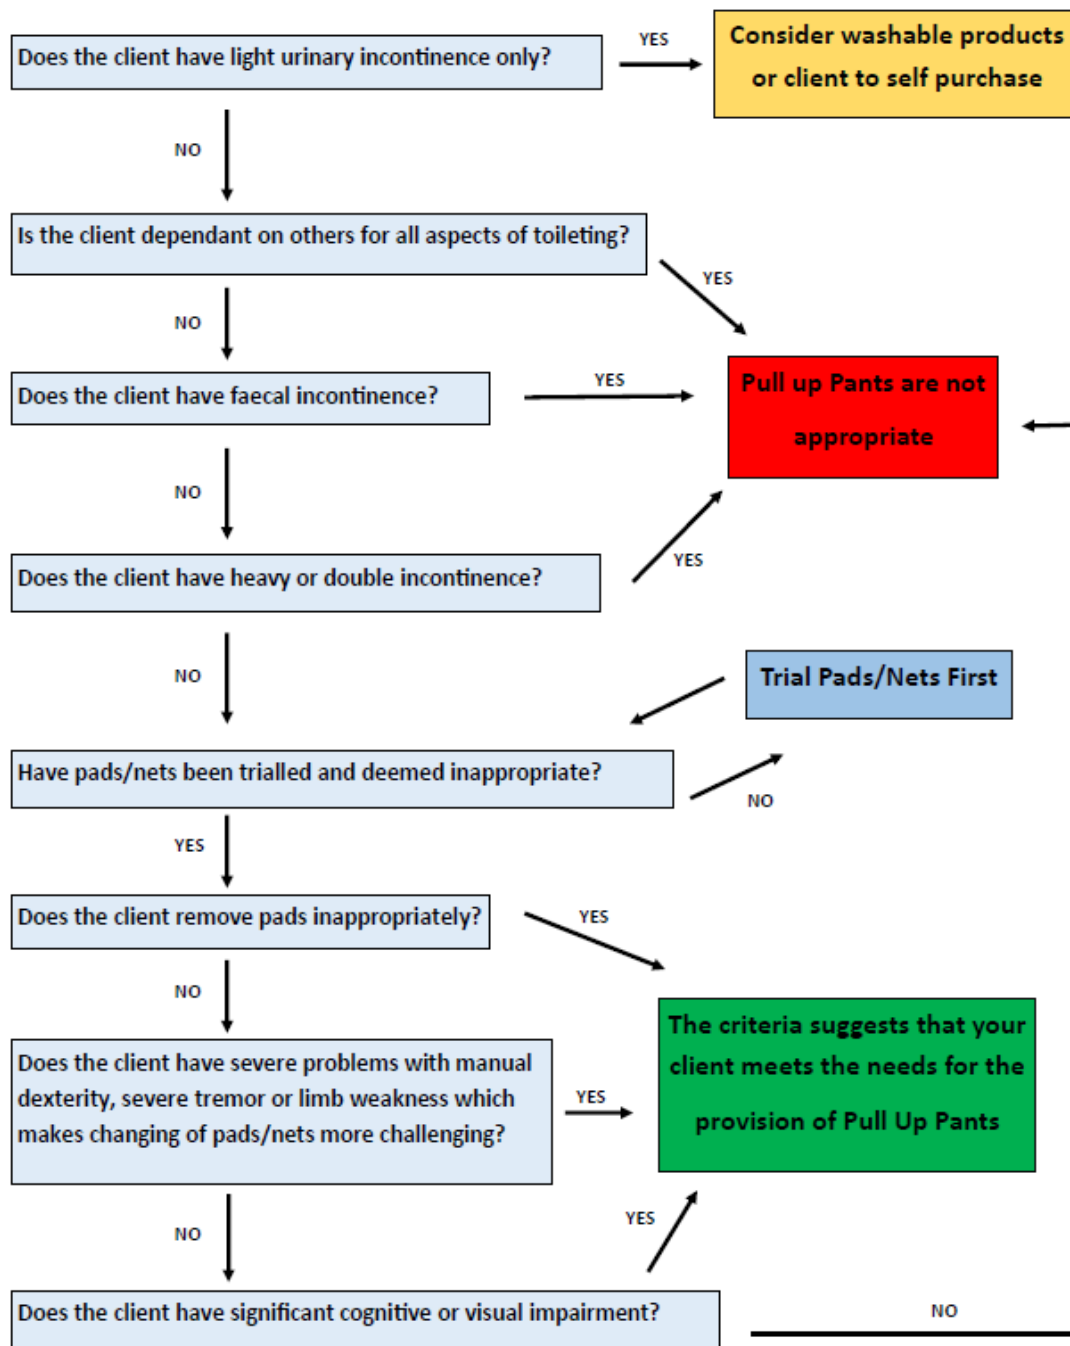 Does the client have light urinary incontinence only?
YES
Consider washable products
or client to self purchase
NO
Is the client dependant on others for all aspects of toileting?
YES
NO
Does the client have faecal incontinence?
YES
Pull up Pants are not
appropriate
NO
Does the client have heavy or double incontinence?
YES
NO
Trial Pads/Nets First
Have pads/nets been trialled and deemed inappropriate?
NO
YES
Does the client remove pads inappropriately?
YES
NO
The criteria suggests that your
client meets the needs for the
provision of Pull Up Pants
Does the client have severe problems with manual
dexterity, severe tremor or limb weakness which
makes changing of pads/nets more challenging?
YES
NO
YES
Does the client have significant cognitive or visual impairment?
NO